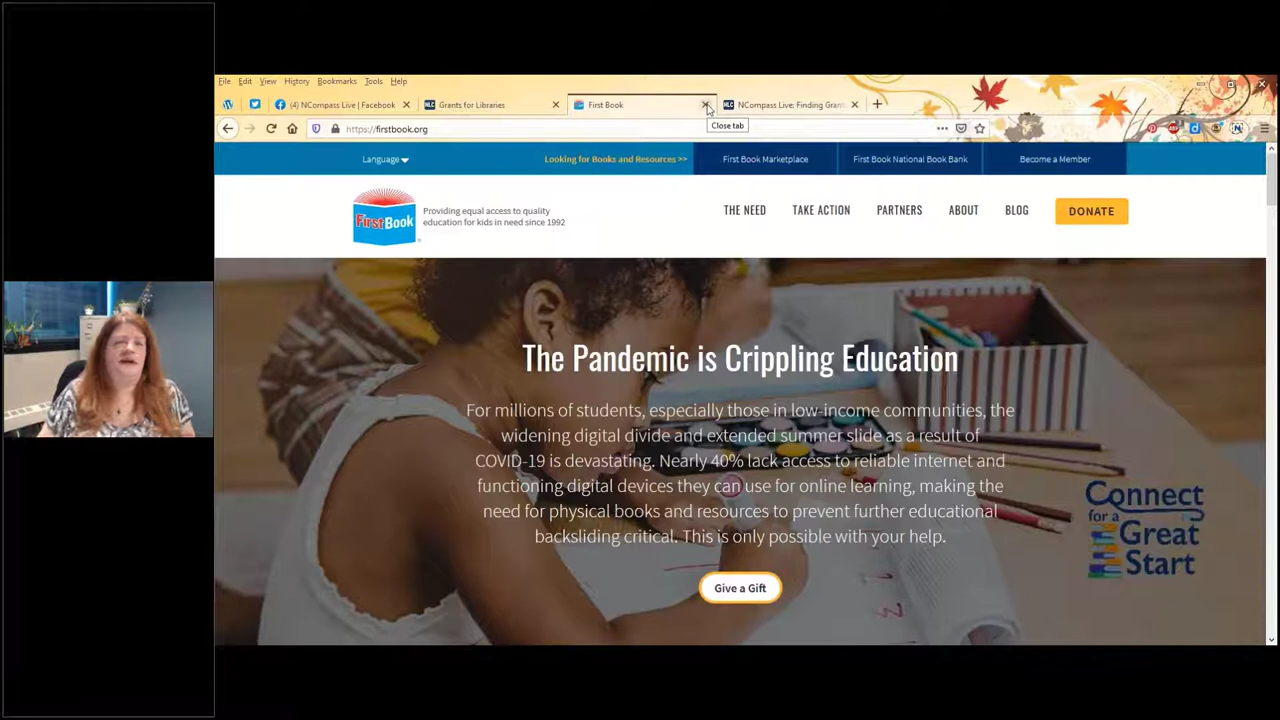 File Edit View History Bookmarks Tools Help
(4) NCompass Live | Facebook
NLC Grants for Libraries
First Book
NLC NCompass Live: Finding Grant
Close tab
https://firstbook.org
Language
Looking for Books and Resources >>
First Book Marketplace
First Book National Book Bank
Become a Member
FirstBook
Providing equal access to quality
education for kids in need since 1992
THE NEED
TAKE ACTION
PARTNERS
ABOUT
BLOG
DONATE
The Pandemic is Crippling Education
For millions of students, especially those in low-income communities, the
widening digital divide and extended summer slide as a result of
COVID-19 is devastating. Nearly 40% lack access to reliable internet and
functioning digital devices they can use for online learning, making the
need for physical books and resources to prevent further educational
backsliding critical. This is only possible with your help.
Connect
for a
Great
Start
Give a Gift